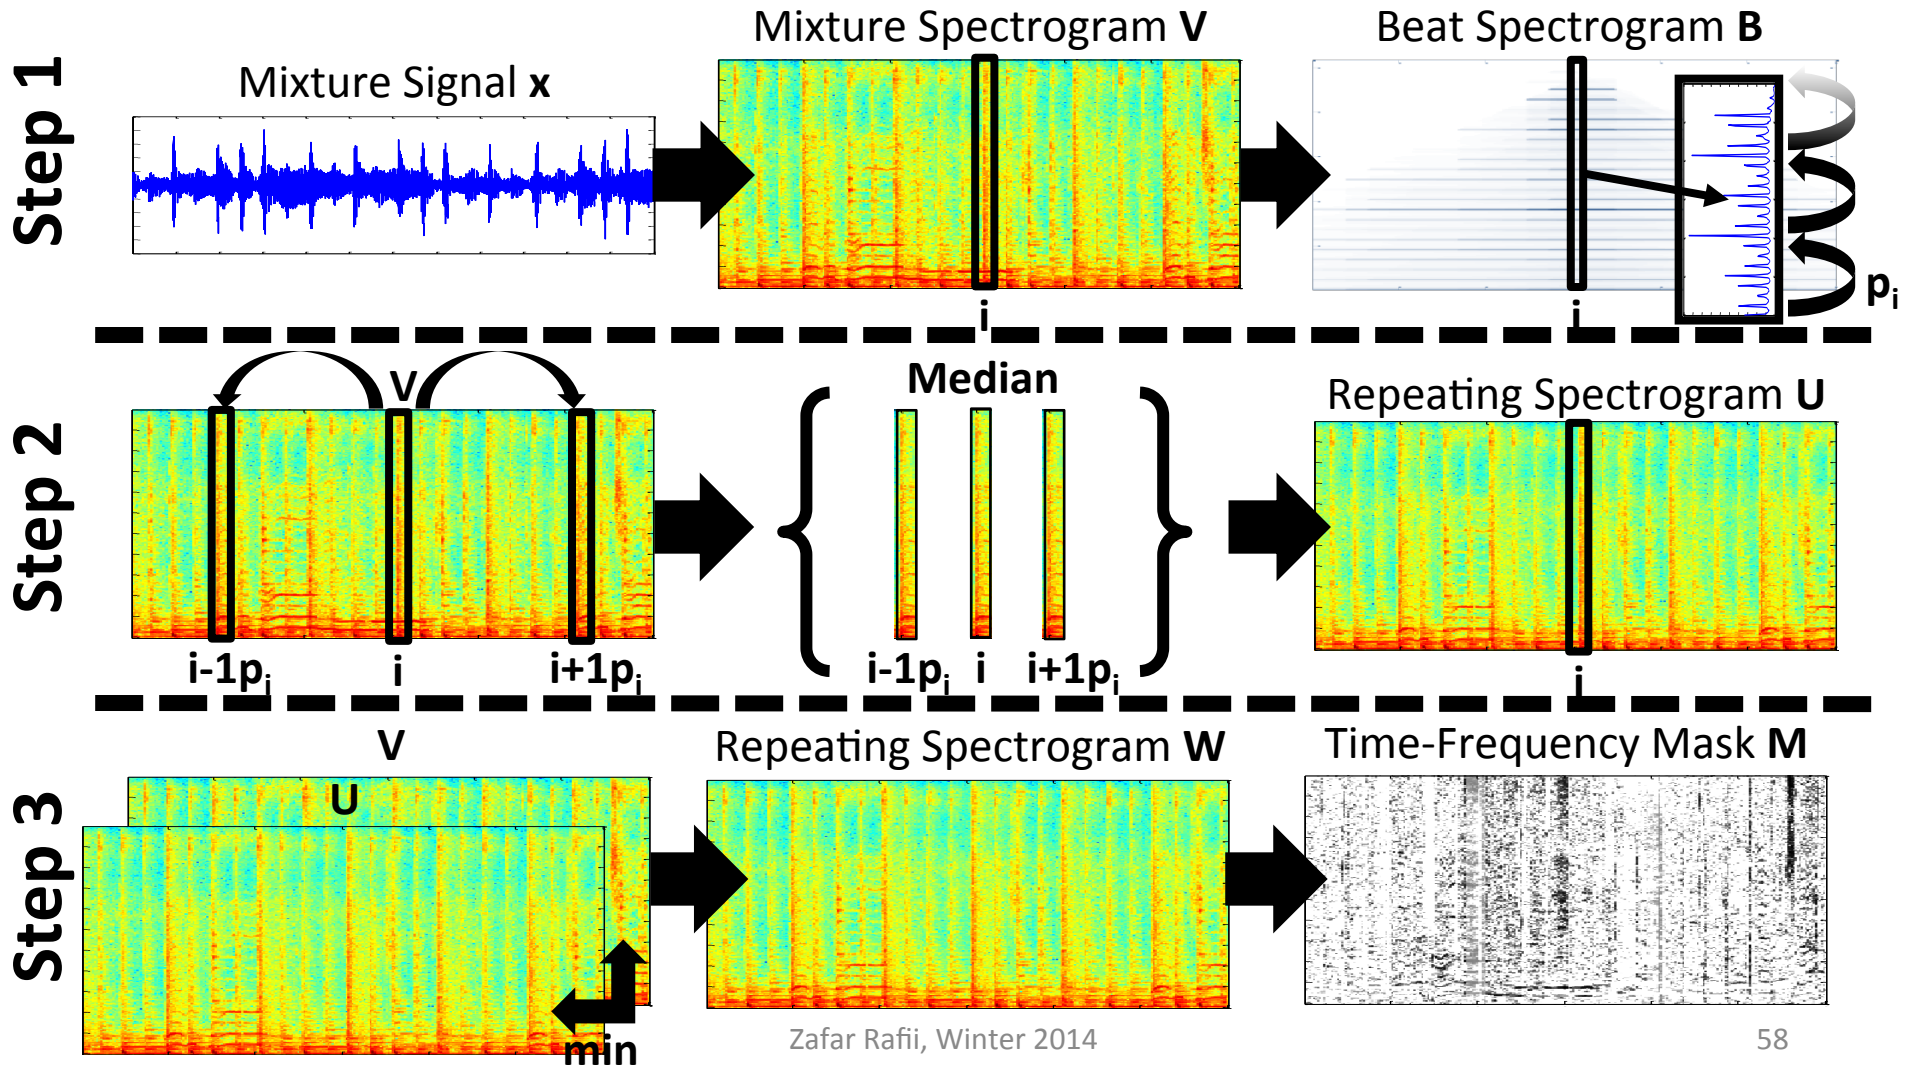 Step 1
Mixture Signal x
Mixture Spectrogram V
i
Beat Spectrogram B
i
pᵢ
Step 2
V
i-1pᵢ i i+1pᵢ
Median
i-1pᵢ i i+1pᵢ
Repeating Spectrogram U
i
Step 3
V
U
min
Repeating Spectrogram W
Time-Frequency Mask M
Zafar Rafii, Winter 2014
58